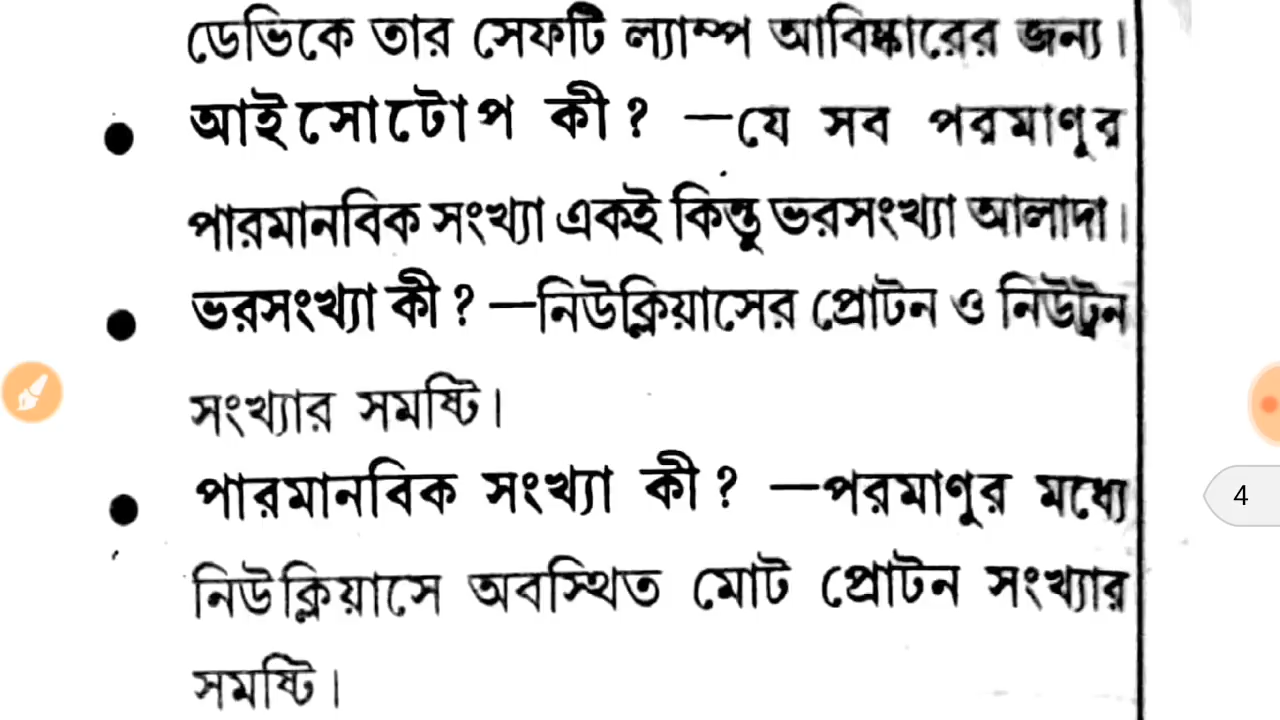 ডেভিকে তার সেফটি ল্যাম্প আবিষ্কারের জন্য।
● আইসোটোপ কী? —যে সব পরমাণুর
পারমানবিক সংখ্যা একই কিন্তু ভরসংখ্যা আলাদা।
● ভরসংখ্যা কী? —নিউক্লিয়াসের প্রোটন ও নিউট্রন
সংখ্যার সমষ্টি।
4
● পারমানবিক সংখ্যা কী? —পরমাণুর মধ্যে
নিউক্লিয়াসে অবস্থিত মোট প্রোটন সংখ্যার
সমষ্টি।